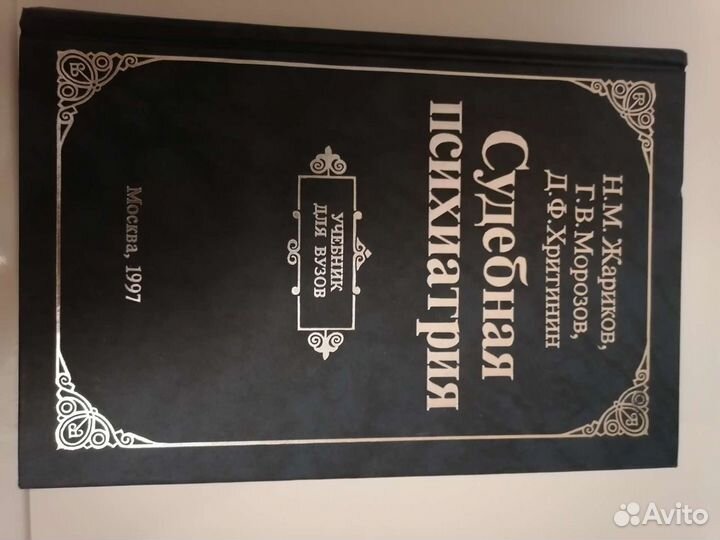 Н. М. Жариков,
Г. В. Морозов,
Д. Ф. Хритинин
Судебная
психиатрия
УЧЕБНИК
ДЛЯ ВУЗОВ
Москва, 1997
Avito